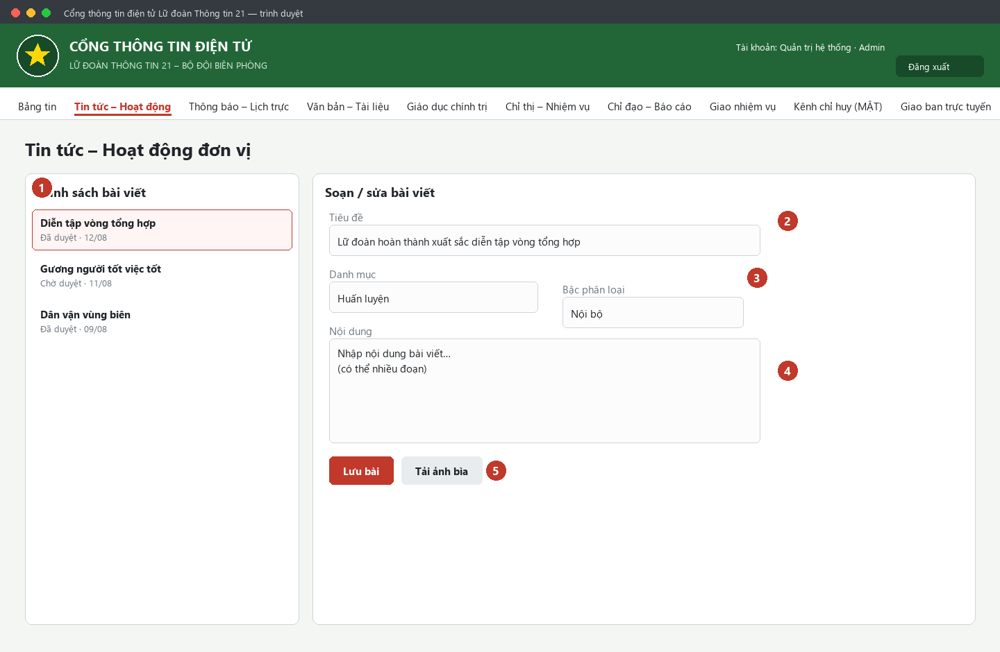 Cổng thông tin điện tử Lữ đoàn Thông tin 21 — trình duyệt
CỔNG THÔNG TIN ĐIỆN TỬ
LỮ ĐOÀN THÔNG TIN 21 – BỘ ĐỘI BIÊN PHÒNG
Tài khoản: Quản trị hệ thống · Admin
Đăng xuất
Bảng tin Tin tức – Hoạt động Thông báo – Lịch trực Văn bản – Tài liệu Giáo dục chính trị Chỉ thị – Nhiệm vụ Chỉ đạo – Báo cáo Giao nhiệm vụ Kênh chỉ huy (MẬT) Giao ban trực tuyến
Tin tức – Hoạt động đơn vị
1
sách bài viết
Diễn tập vòng tổng hợp
Đã duyệt · 12/08
Gương người tốt việc tốt
Chờ duyệt · 11/08
Dân vận vùng biên
Đã duyệt · 09/08
Soạn / sửa bài viết
Tiêu đề
2
Lữ đoàn hoàn thành xuất sắc diễn tập vòng tổng hợp
Danh mục
3
Huấn luyện
Bậc phân loại
Nội bộ
Nội dung
Nhập nội dung bài viết...
(có thể nhiều đoạn)
4
Lưu bài
Tải ảnh bìa
5